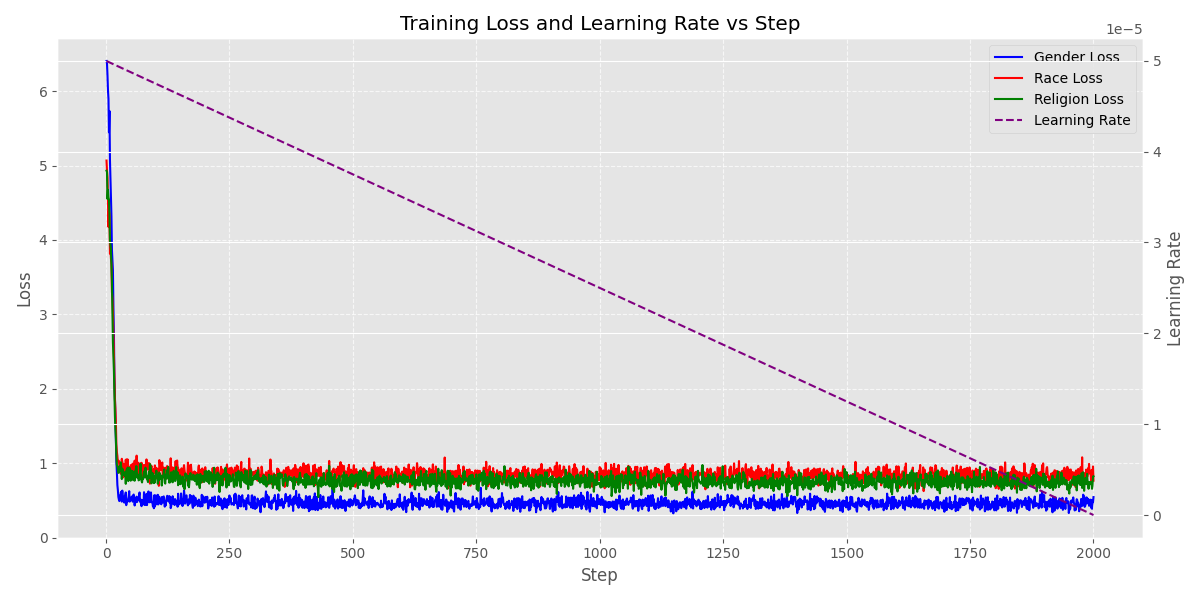 Training Loss and Learning Rate vs Step
1e−5
Gender Loss
Race Loss
Religion Loss
Learning Rate
6
5
4
3
2
1
0
Loss
5
4
3
2
1
0
Learning Rate
0 250 500 750 1000 1250 1500 1750 2000
Step